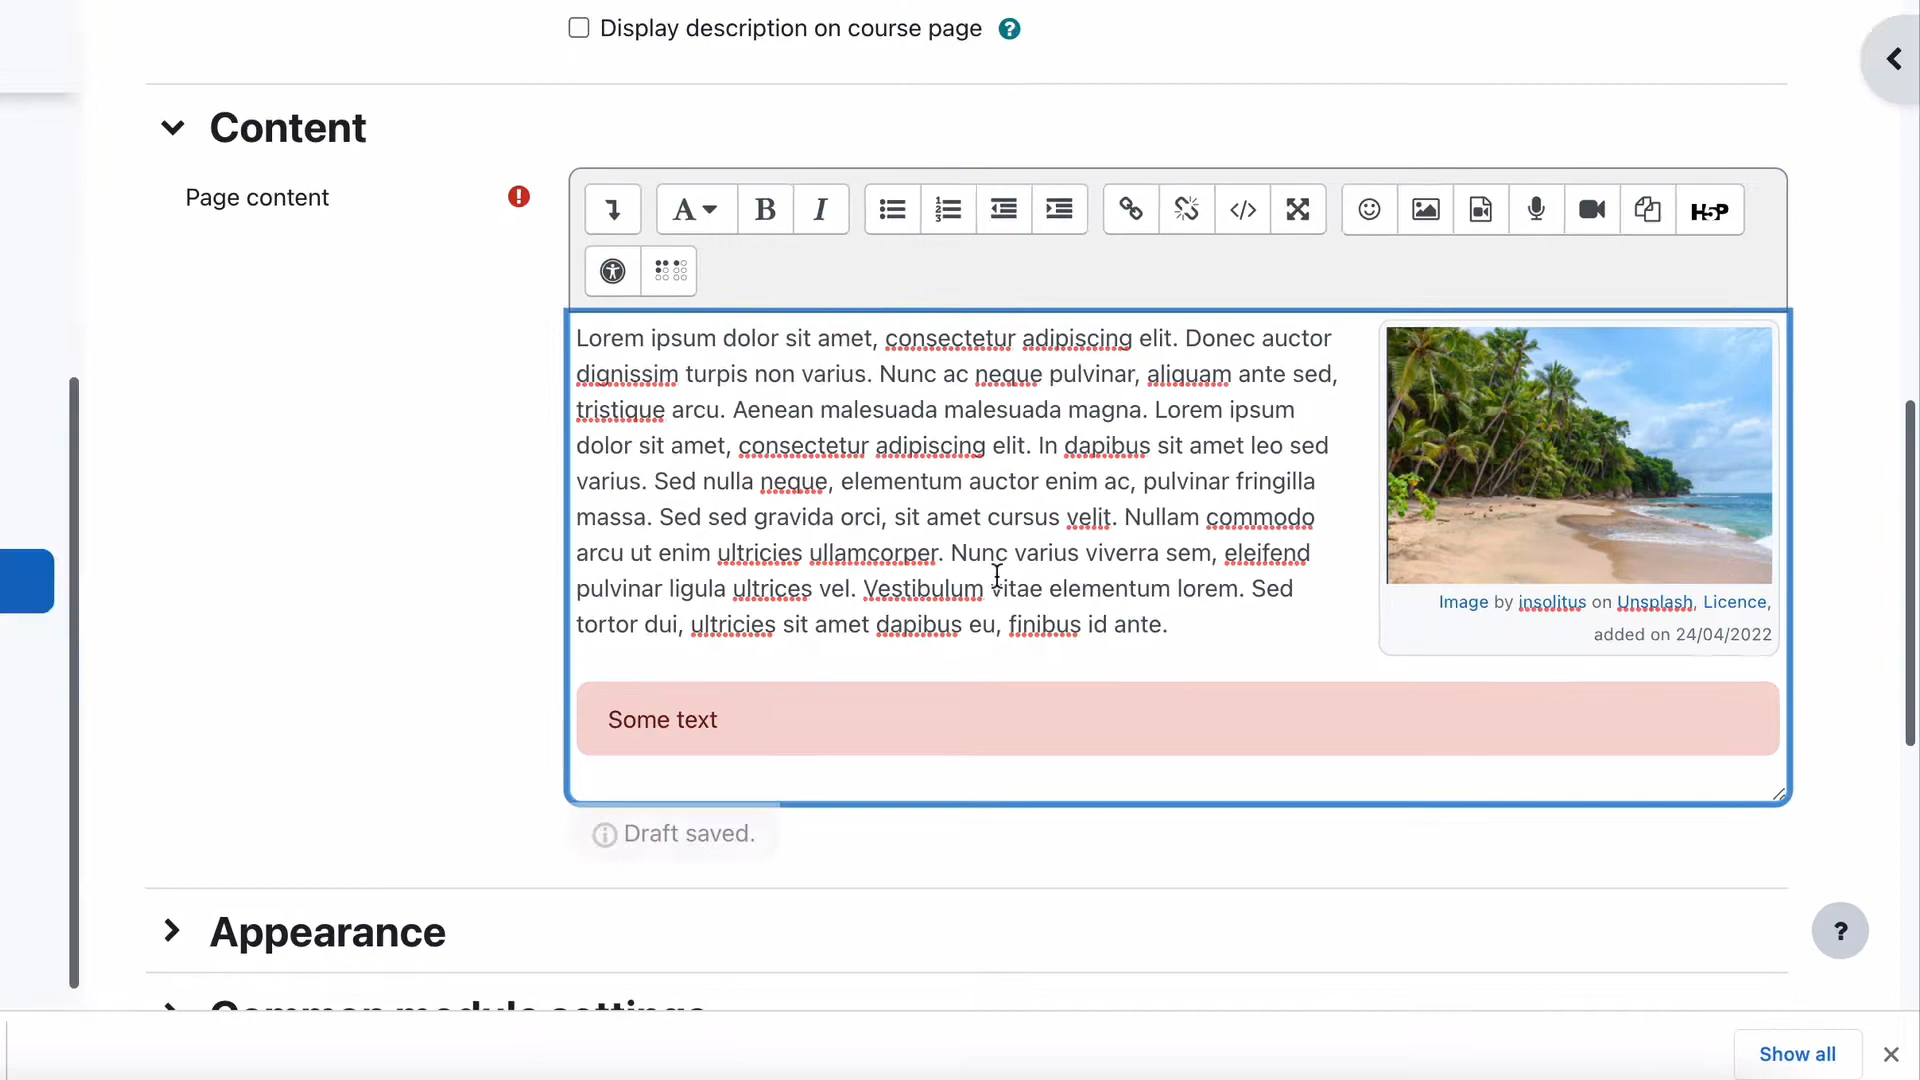 Display description on course page ?
Content
Page content
A B I
H5P
Lorem ipsum dolor sit amet, consectetur adipiscing elit. Donec auctor
dignissim turpis non varius. Nunc ac neque pulvinar, aliquam ante sed,
tristique arcu. Aenean malesuada malesuada magna. Lorem ipsum
dolor sit amet, consectetur adipiscing elit. In dapibus sit amet leo sed
varius. Sed nulla neque, elementum auctor enim ac, pulvinar fringilla
massa. Sed sed gravida orci, sit amet cursus velit. Nullam commodo
arcu ut enim ultricies ullamcorper. Nunc varius viverra sem, eleifend
pulvinar ligula ultrices vel. Vestibulum vitae elementum lorem. Sed
tortor dui, ultricies sit amet dapibus eu, finibus id ante.
Image by insolitus on Unsplash, Licence,
added on 24/04/2022
Some text
Draft saved.
Appearance
?
Common module settings
Show all